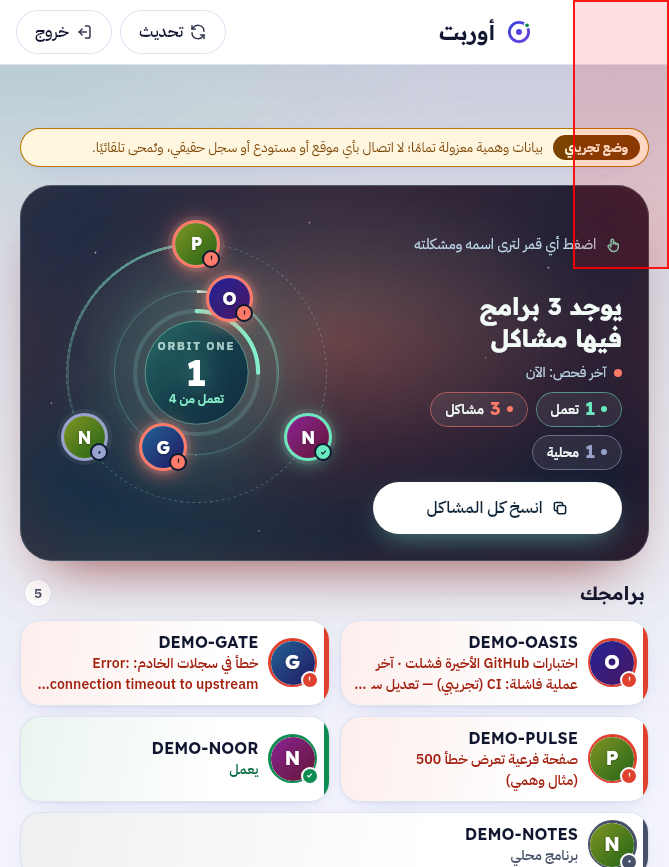 أوربت
تحديث
خروج
وضع تجريبي
بيانات وهمية معزولة تمامًا؛ لا اتصال بأي موقع أو مستودع أو سجل حقيقي، وتُمحى تلقائيًا.
اضغط أي قمر لترى اسمه ومشكلته
يوجد 3 برامج
فيها مشاكل
آخر فحص: الآن
1 تعمل
3 مشاكل
1 محلية
انسخ كل المشاكل
P
O
ORBIT ONE
1
تعمل من 4
N
G
N
برامجك
5
DEMO-OASIS
اختبارات GitHub الأخيرة فشلت · آخر
عملية فاشلة: CI (تجريبي) — تعديل س ...
O
DEMO-GATE
خطأ في سجلات الخادم: Error:
connection timeout to upstream...
G
DEMO-PULSE
صفحة فرعية تعرض خطأ 500
(مثال وهمي)
P
DEMO-NOOR
يعمل
N
DEMO-NOTES
برنامج محلي
N